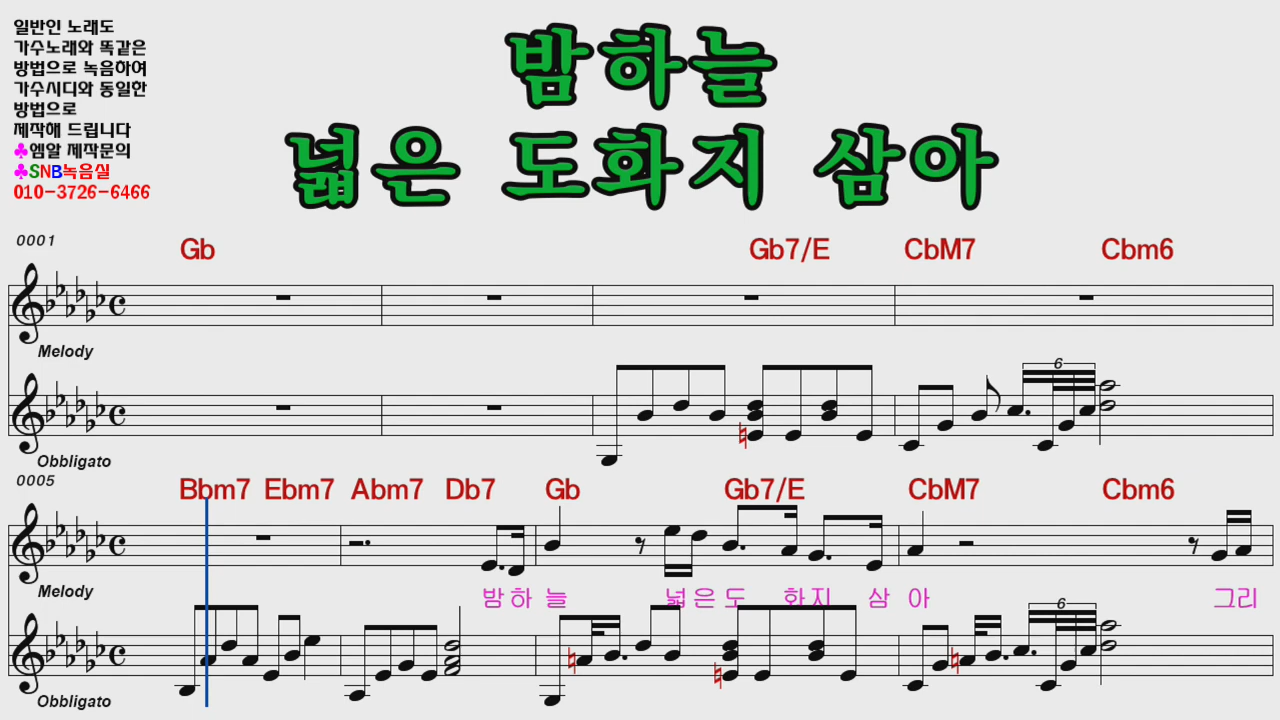 일반인 노래도
가수노래와 똑같은
방법으로 녹음하여
가수시디와 동일한
방법으로
제작해 드립니다
♣엠알 제작문의
♣SNB녹음실
010-3726-6466
밤하늘
넓은 도화지 삼아
0001
Gb Gb7/E CbM7 Cbm6
Melody
6
Obbligato
0005
Bbm7 Ebm7 Abm7 Db7 Gb Gb7/E CbM7 Cbm6
Melody
밤하 늘 넓은도 화지 삼 아 그리
6
Obbligato